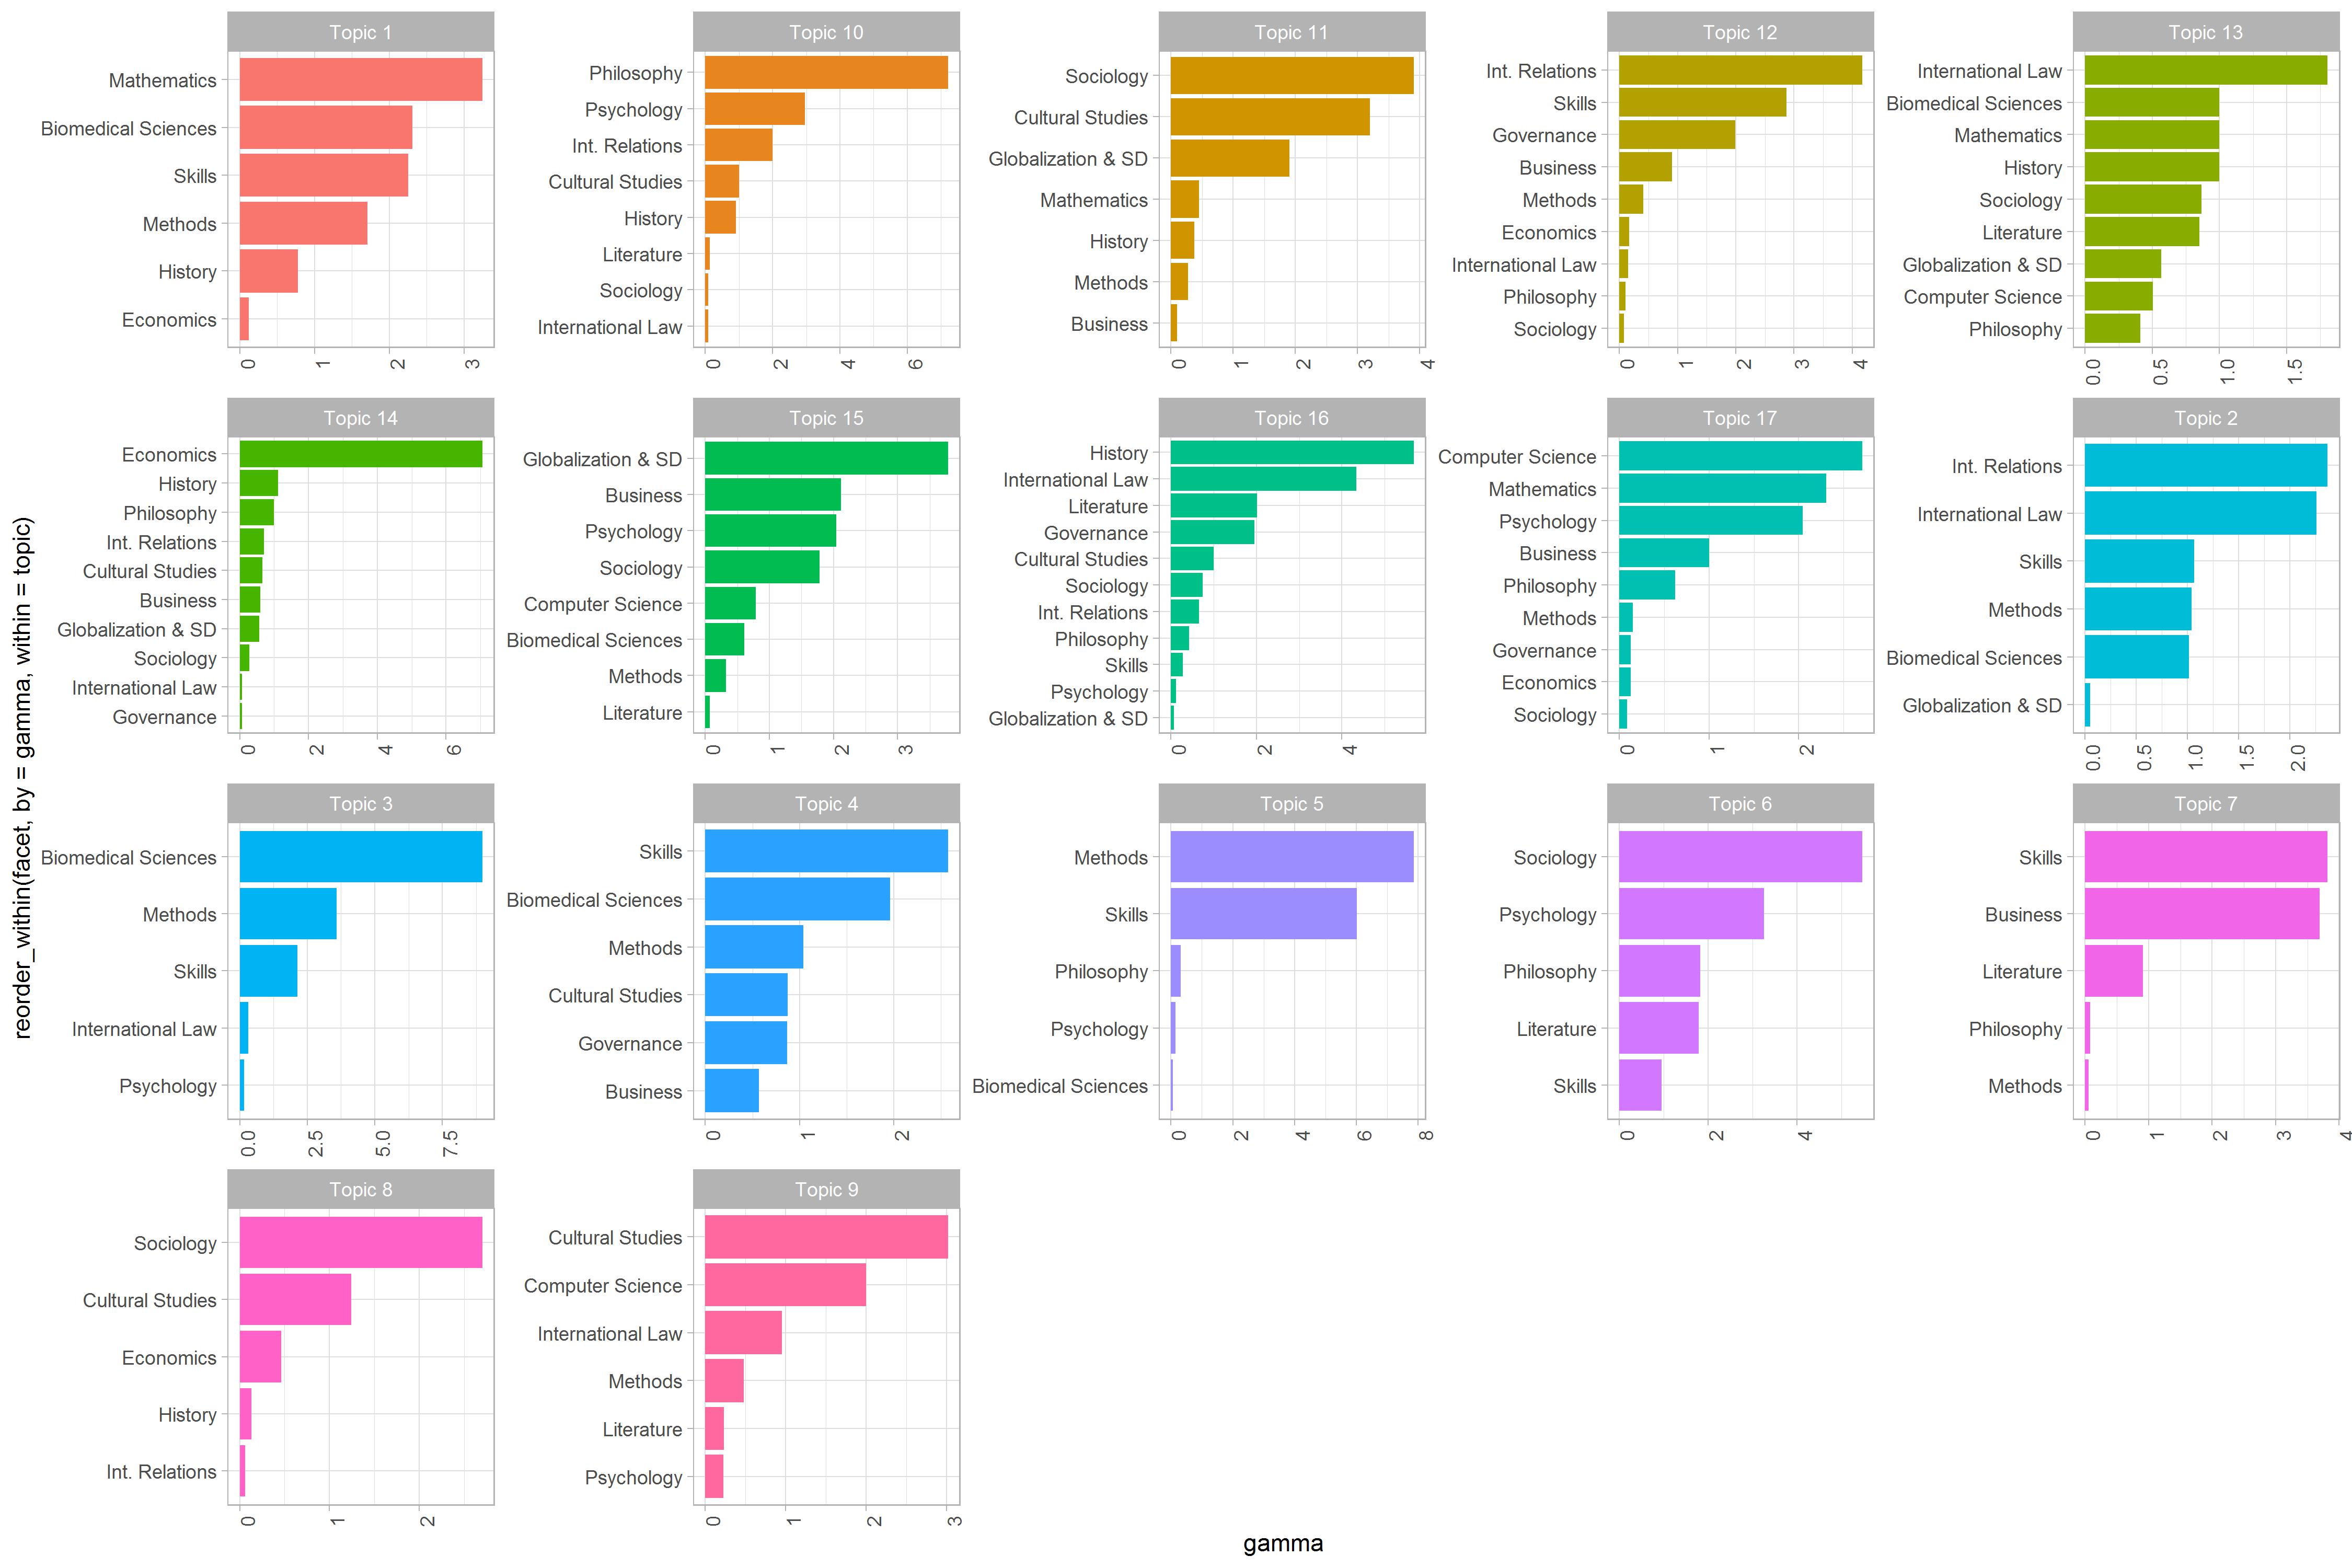 reorder_within(facet, by = gamma, within = topic)
Topic 1
Mathematics
Biomedical Sciences
Skills
Methods
History
Economics
0 1 2 3
Topic 10
Philosophy
Psychology
Int. Relations
Cultural Studies
History
Literature
Sociology
International Law
0 2 4 6
Topic 11
Sociology
Cultural Studies
Globalization & SD
Mathematics
History
Methods
Business
0 1 2 3 4
Topic 12
Int. Relations
Skills
Governance
Business
Methods
Economics
International Law
Philosophy
Sociology
0 1 2 3 4
Topic 13
International Law
Biomedical Sciences
Mathematics
History
Sociology
Literature
Globalization & SD
Computer Science
Philosophy
0.0 0.5 1.0 1.5
Topic 14
Economics
History
Philosophy
Int. Relations
Cultural Studies
Business
Globalization & SD
Sociology
International Law
Governance
0 2 4 6
Topic 15
Globalization & SD
Business
Psychology
Sociology
Computer Science
Biomedical Sciences
Methods
Literature
0 1 2 3
Topic 16
History
International Law
Literature
Governance
Cultural Studies
Sociology
Int. Relations
Philosophy
Skills
Psychology
Globalization & SD
0 2 4
Topic 17
Computer Science
Mathematics
Psychology
Business
Philosophy
Methods
Governance
Economics
Sociology
0 1 2
Topic 2
Int. Relations
International Law
Skills
Methods
Biomedical Sciences
Globalization & SD
0.0 0.5 1.0 1.5 2.0
Topic 3
Biomedical Sciences
Methods
Skills
International Law
Psychology
0.0 2.5 5.0 7.5
Topic 4
Skills
Biomedical Sciences
Methods
Cultural Studies
Governance
Business
0 1 2
Topic 5
Methods
Skills
Philosophy
Psychology
Biomedical Sciences
0 2 4 6 8
Topic 6
Sociology
Psychology
Philosophy
Literature
Skills
0 2 4
Topic 7
Skills
Business
Literature
Philosophy
Methods
0 1 2 3 4
Topic 8
Sociology
Cultural Studies
Economics
History
Int. Relations
0 1 2
Topic 9
Cultural Studies
Computer Science
International Law
Methods
Literature
Psychology
0 1 2 3
gamma